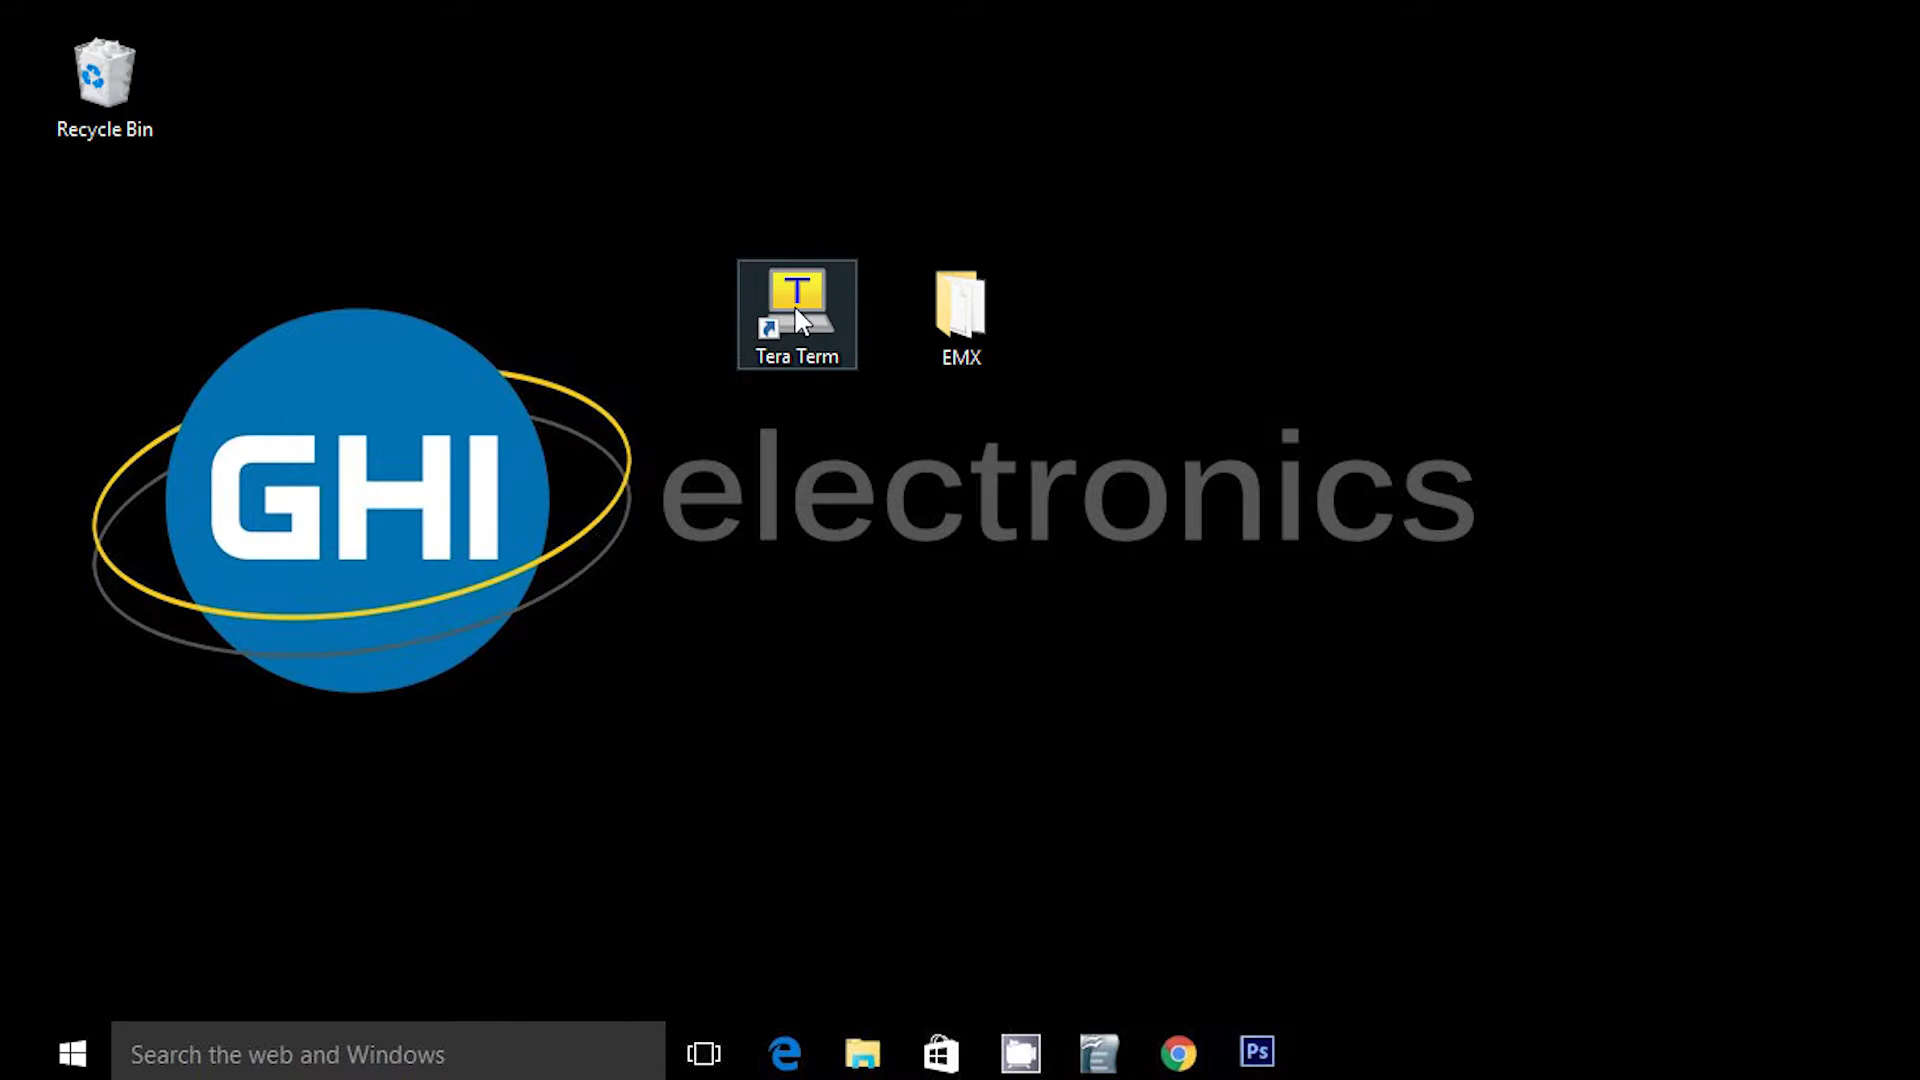 Recycle Bin
T
Tera Term
EMX
GHI electronics
Search the web and Windows
Ps